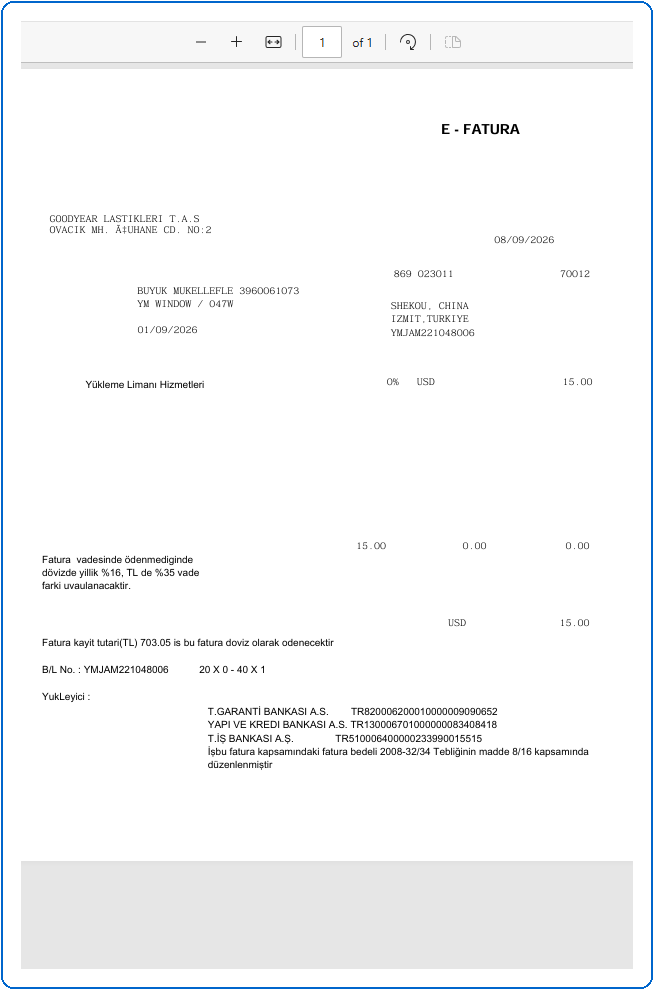 1 of 1
E - FATURA
GOODYEAR LASTIKLERI T.A.S
OVACIK MH. Ã‡UHANE CD. NO:2
08/09/2026
869 023011 70012
BUYUK MUKELLEFLE 3960061073
YM WINDOW / 047W
SHEKOU, CHINA
IZMIT,TURKIYE
01/09/2026
YMJAM221048006
Yükleme Limanı Hizmetleri 0% USD 15.00
15.00 0.00 0.00
Fatura vadesinde ödenmediginde
dövizde yillik %16, TL de %35 vade
farki uvaulanacaktir.
USD 15.00
Fatura kayit tutari(TL) 703.05 is bu fatura doviz olarak odenecektir
B/L No. : YMJAM221048006 20 X 0 - 40 X 1
YukLeyici :
T.GARANTİ BANKASI A.S. TR820006200010000009090652
YAPI VE KREDI BANKASI A.S. TR130006701000000083408418
T.İŞ BANKASI A.Ş. TR510006400000233990015515
İşbu fatura kapsamındaki fatura bedeli 2008-32/34 Tebliğinin madde 8/16 kapsamında
düzenlenmiştir